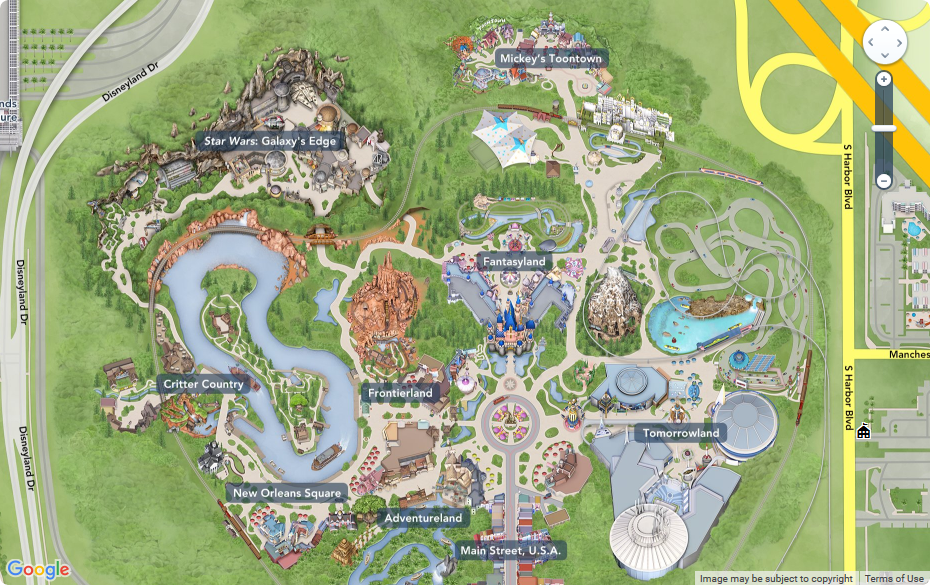 Mickey's Toontown
Disneyland Dr
Star Wars: Galaxy's Edge
S Harbor Blvd
Fantasyland
Disneyland Dr
Manches
Critter Country
Frontierland
S Harbor Blvd
Tomorrowland
Disneyland Dr
New Orleans Square
Adventureland
Main Street, U.S.A.
Google
Image may be subject to copyright
Terms of Use